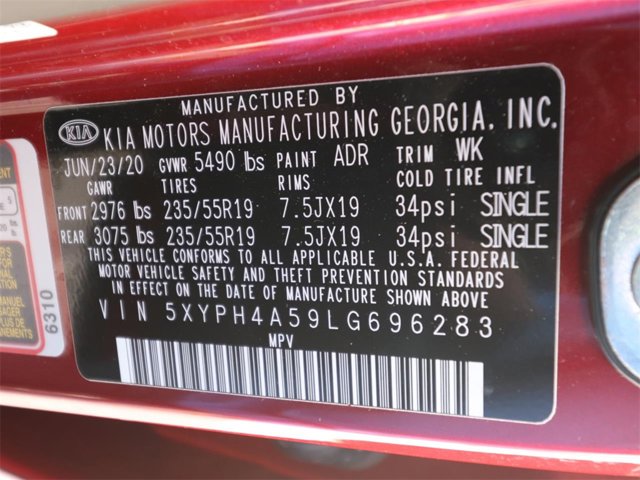 MANUFACTURED BY
KIA KIA MOTORS MANUFACTURING GEORGIA, INC.
JUN/23/20 GVWR 5490 lbs PAINT ADR TRIM WK
GAWR TIRES RIMS COLD TIRE INFL
FRONT 2976 lbs 235/55R19 7.5JX19 34psi SINGLE
REAR 3075 lbs 235/55R19 7.5JX19 34psi SINGLE
THIS VEHICLE CONFORMS TO ALL APPLICABLE U.S.A. FEDERAL
MOTOR VEHICLE SAFETY AND THEFT PREVENTION STANDARDS
IN EFFECT ON THE DATE OF MANUFACTURE SHOWN ABOVE
VIN 5XYPH4A59LG696283
MPV
6310